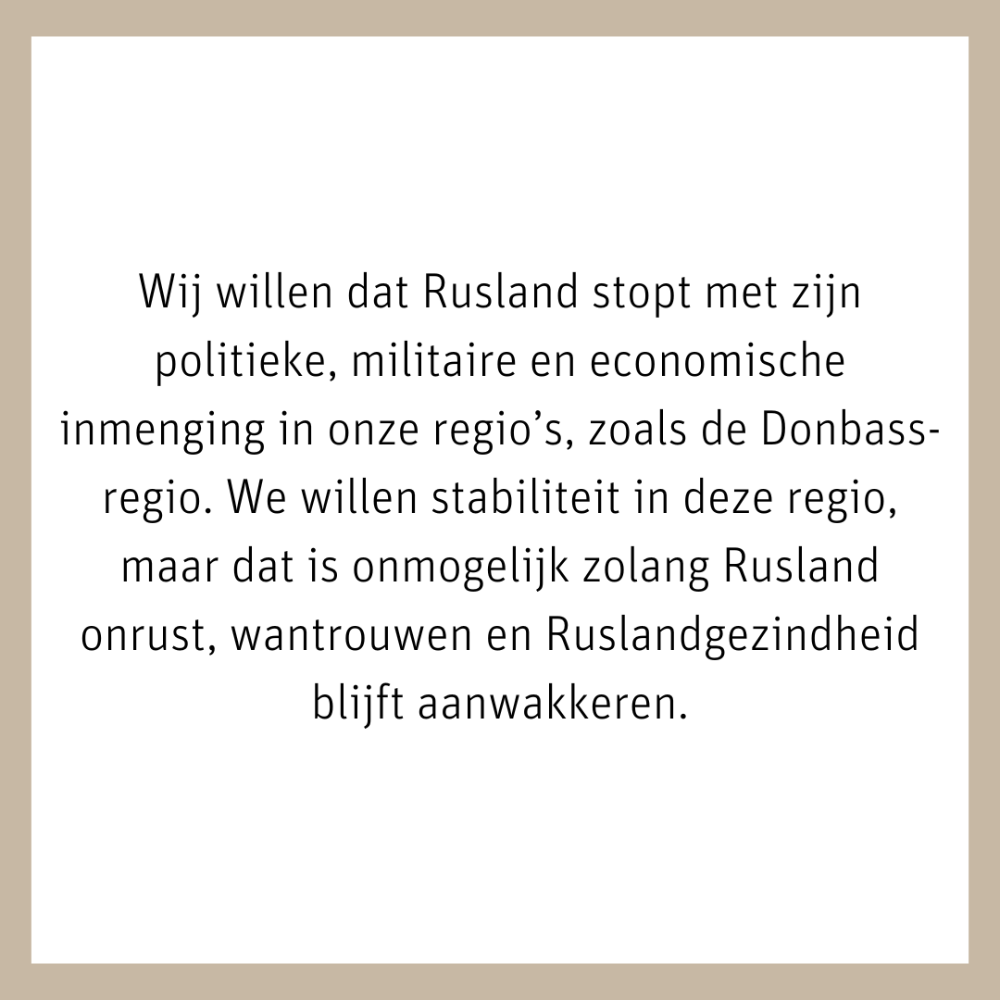 Wij willen dat Rusland stopt met zijn
politieke, militaire en economische
inmenging in onze regio’s, zoals de Donbass-
regio. We willen stabiliteit in deze regio,
maar dat is onmogelijk zolang Rusland
onrust, wantrouwen en Ruslandgezindheid
blijft aanwakkeren.